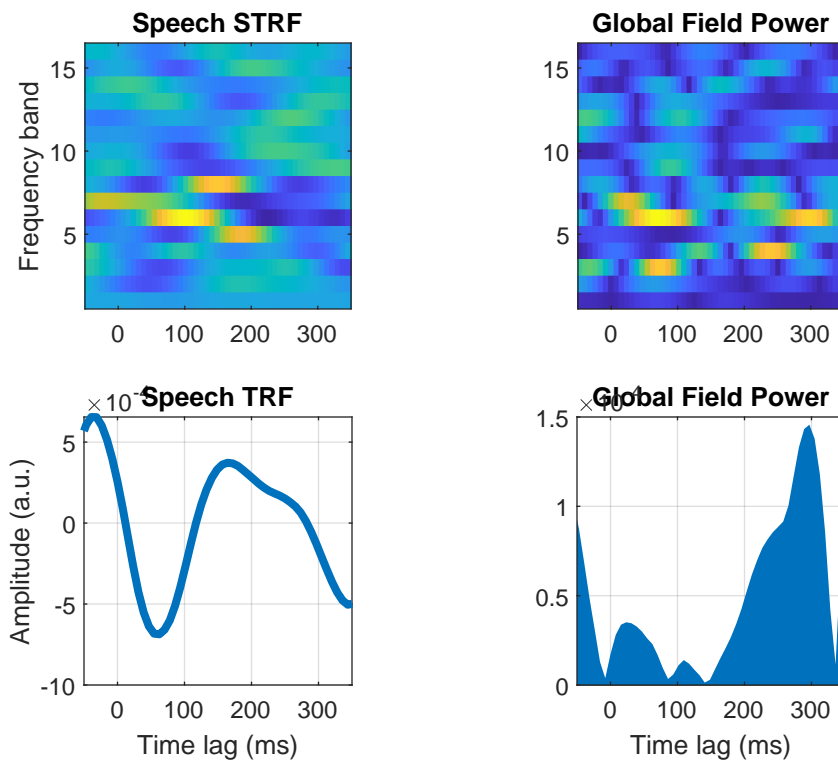 Speech STRF
Frequency band
15
10
5
0 100 200 300
Global Field Power
15
10
5
0 100 200 300
Speech TRF
× 10⁻⁴
Amplitude (a.u.)
5
0
-5
-10
0 100 200 300
Time lag (ms)
Global Field Power
1.5
1
0.5
0
0 100 200 300
Time lag (ms)